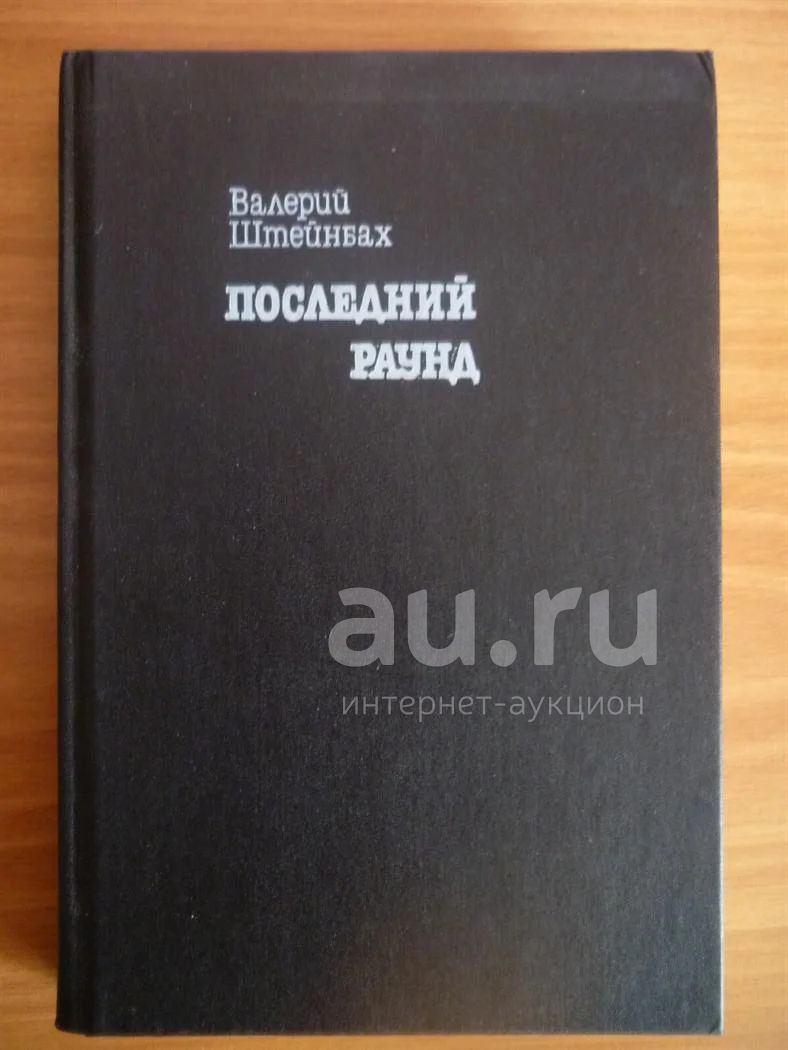 Валерий
Штейнбах
ПОСЛЕДНИЙ
РАУНД
au.ru
интернет-аукцион